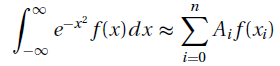 ∫_{-∞}^{∞} e^{-x^2} f(x)dx ≈ ∑_{i=0}^{n} A_i f(x_i)